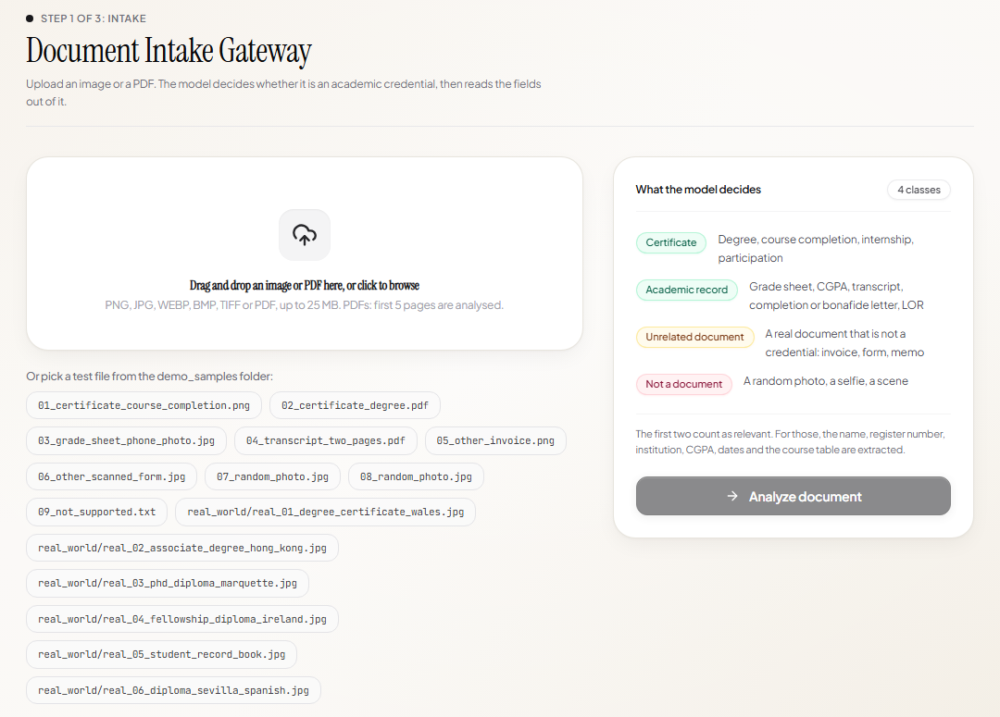 STEP 1 OF 3: INTAKE
Document Intake Gateway
Upload an image or a PDF. The model decides whether it is an academic credential, then reads the fields
out of it.
Drag and drop an image or PDF here, or click to browse
PNG, JPG, WEBP, BMP, TIFF or PDF, up to 25 MB. PDFs: first 5 pages are analysed.
Or pick a test file from the demo_samples folder:
01_certificate_course_completion.png
02_certificate_degree.pdf
03_grade_sheet_phone_photo.jpg
04_transcript_two_pages.pdf
05_other_invoice.png
06_other_scanned_form.jpg
07_random_photo.jpg
08_random_photo.jpg
09_not_supported.txt
real_world/real_01_degree_certificate_wales.jpg
real_world/real_02_associate_degree_hong_kong.jpg
real_world/real_03_phd_diploma_marquette.jpg
real_world/real_04_fellowship_diploma_ireland.jpg
real_world/real_05_student_record_book.jpg
real_world/real_06_diploma_sevilla_spanish.jpg
What the model decides
4 classes
Certificate
Degree, course completion, internship,
participation
Academic record
Grade sheet, CGPA, transcript,
completion or bonafide letter, LOR
Unrelated document
A real document that is not a
credential: invoice, form, memo
Not a document
A random photo, a selfie, a scene
The first two count as relevant. For those, the name, register number,
institution, CGPA, dates and the course table are extracted.
Analyze document